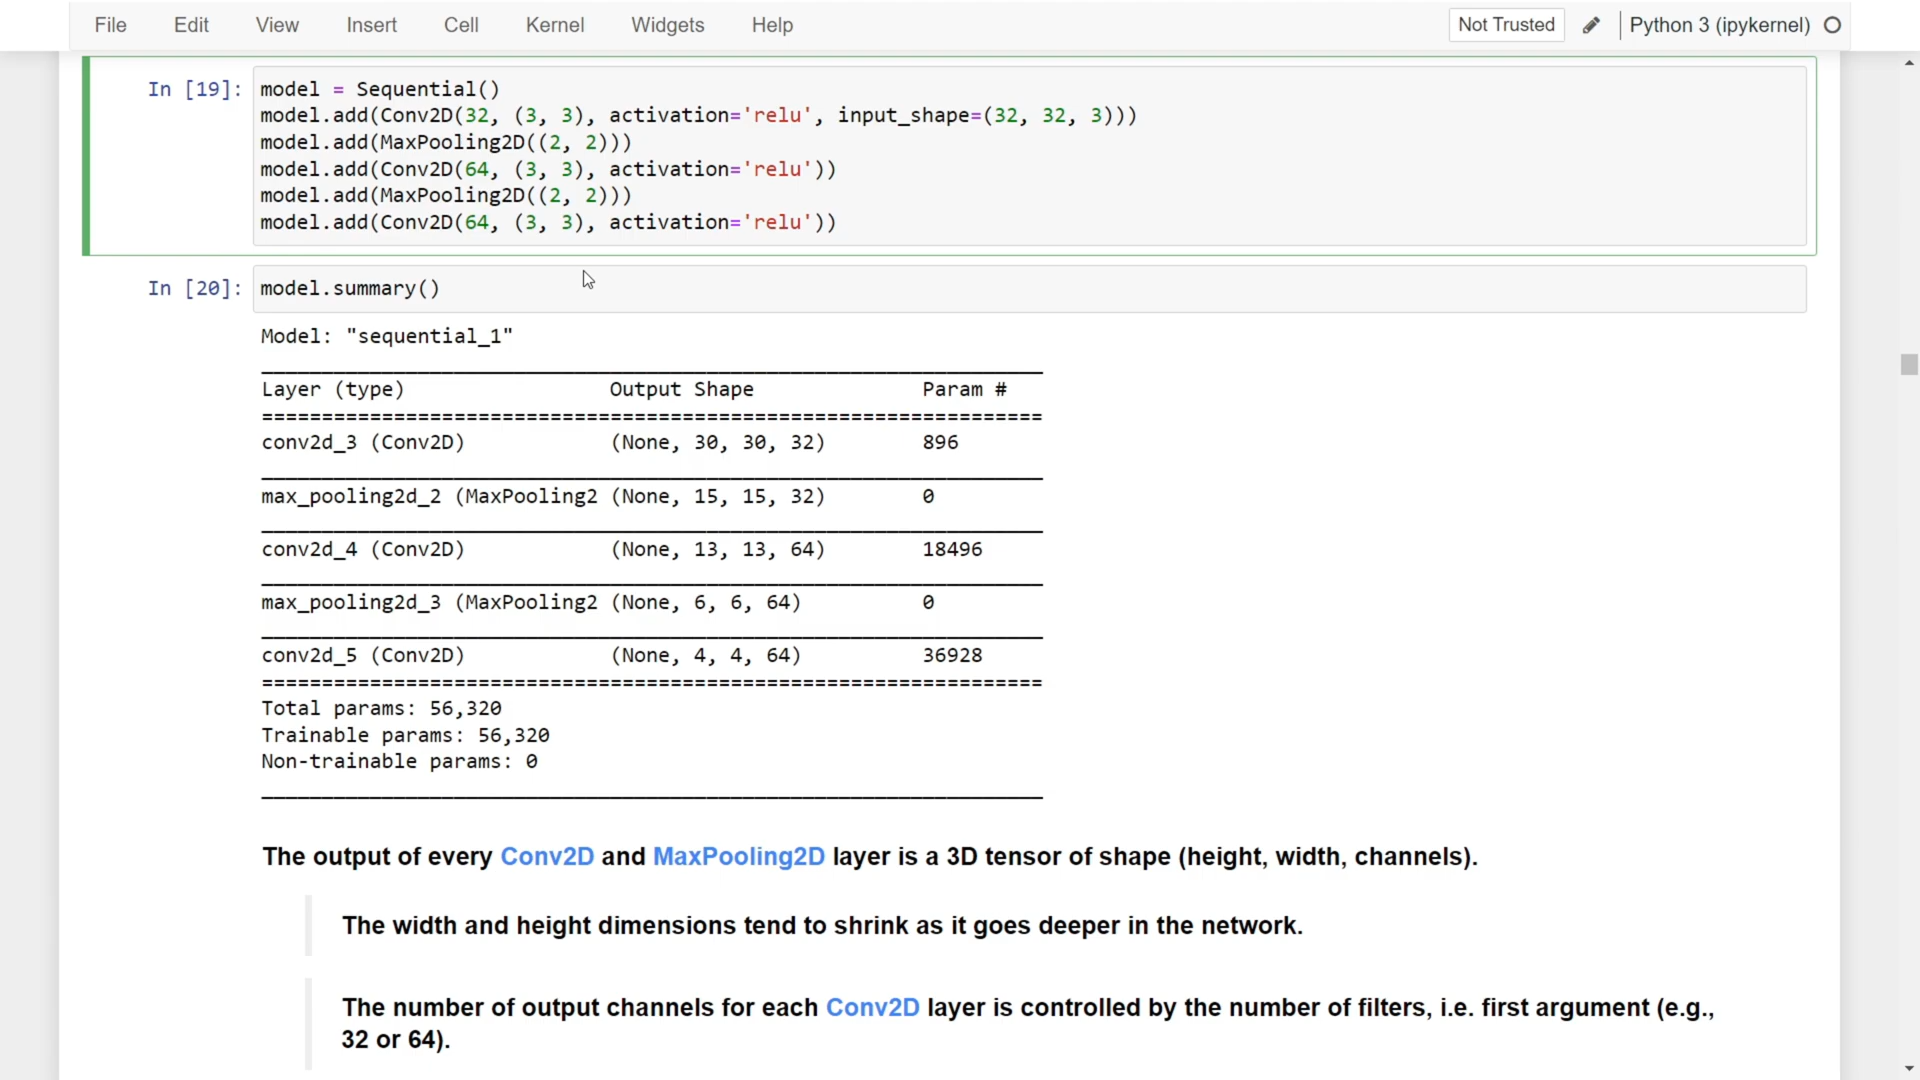 File Edit View Insert Cell Kernel Widgets Help Not Trusted Python 3 (ipykernel)
In [19]: model = Sequential()
model.add(Conv2D(32, (3, 3), activation='relu', input_shape=(32, 32, 3)))
model.add(MaxPooling2D((2, 2)))
model.add(Conv2D(64, (3, 3), activation='relu'))
model.add(MaxPooling2D((2, 2)))
model.add(Conv2D(64, (3, 3), activation='relu'))
In [20]: model.summary()
Model: "sequential_1"
Layer (type) Output Shape Param #
=================================================================
conv2d_3 (Conv2D) (None, 30, 30, 32) 896
max_pooling2d_2 (MaxPooling2 (None, 15, 15, 32) 0
conv2d_4 (Conv2D) (None, 13, 13, 64) 18496
max_pooling2d_3 (MaxPooling2 (None, 6, 6, 64) 0
conv2d_5 (Conv2D) (None, 4, 4, 64) 36928
=================================================================
Total params: 56,320
Trainable params: 56,320
Non-trainable params: 0
The output of every Conv2D and MaxPooling2D layer is a 3D tensor of shape (height, width, channels).
The width and height dimensions tend to shrink as it goes deeper in the network.
The number of output channels for each Conv2D layer is controlled by the number of filters, i.e. first argument (e.g.,
32 or 64).